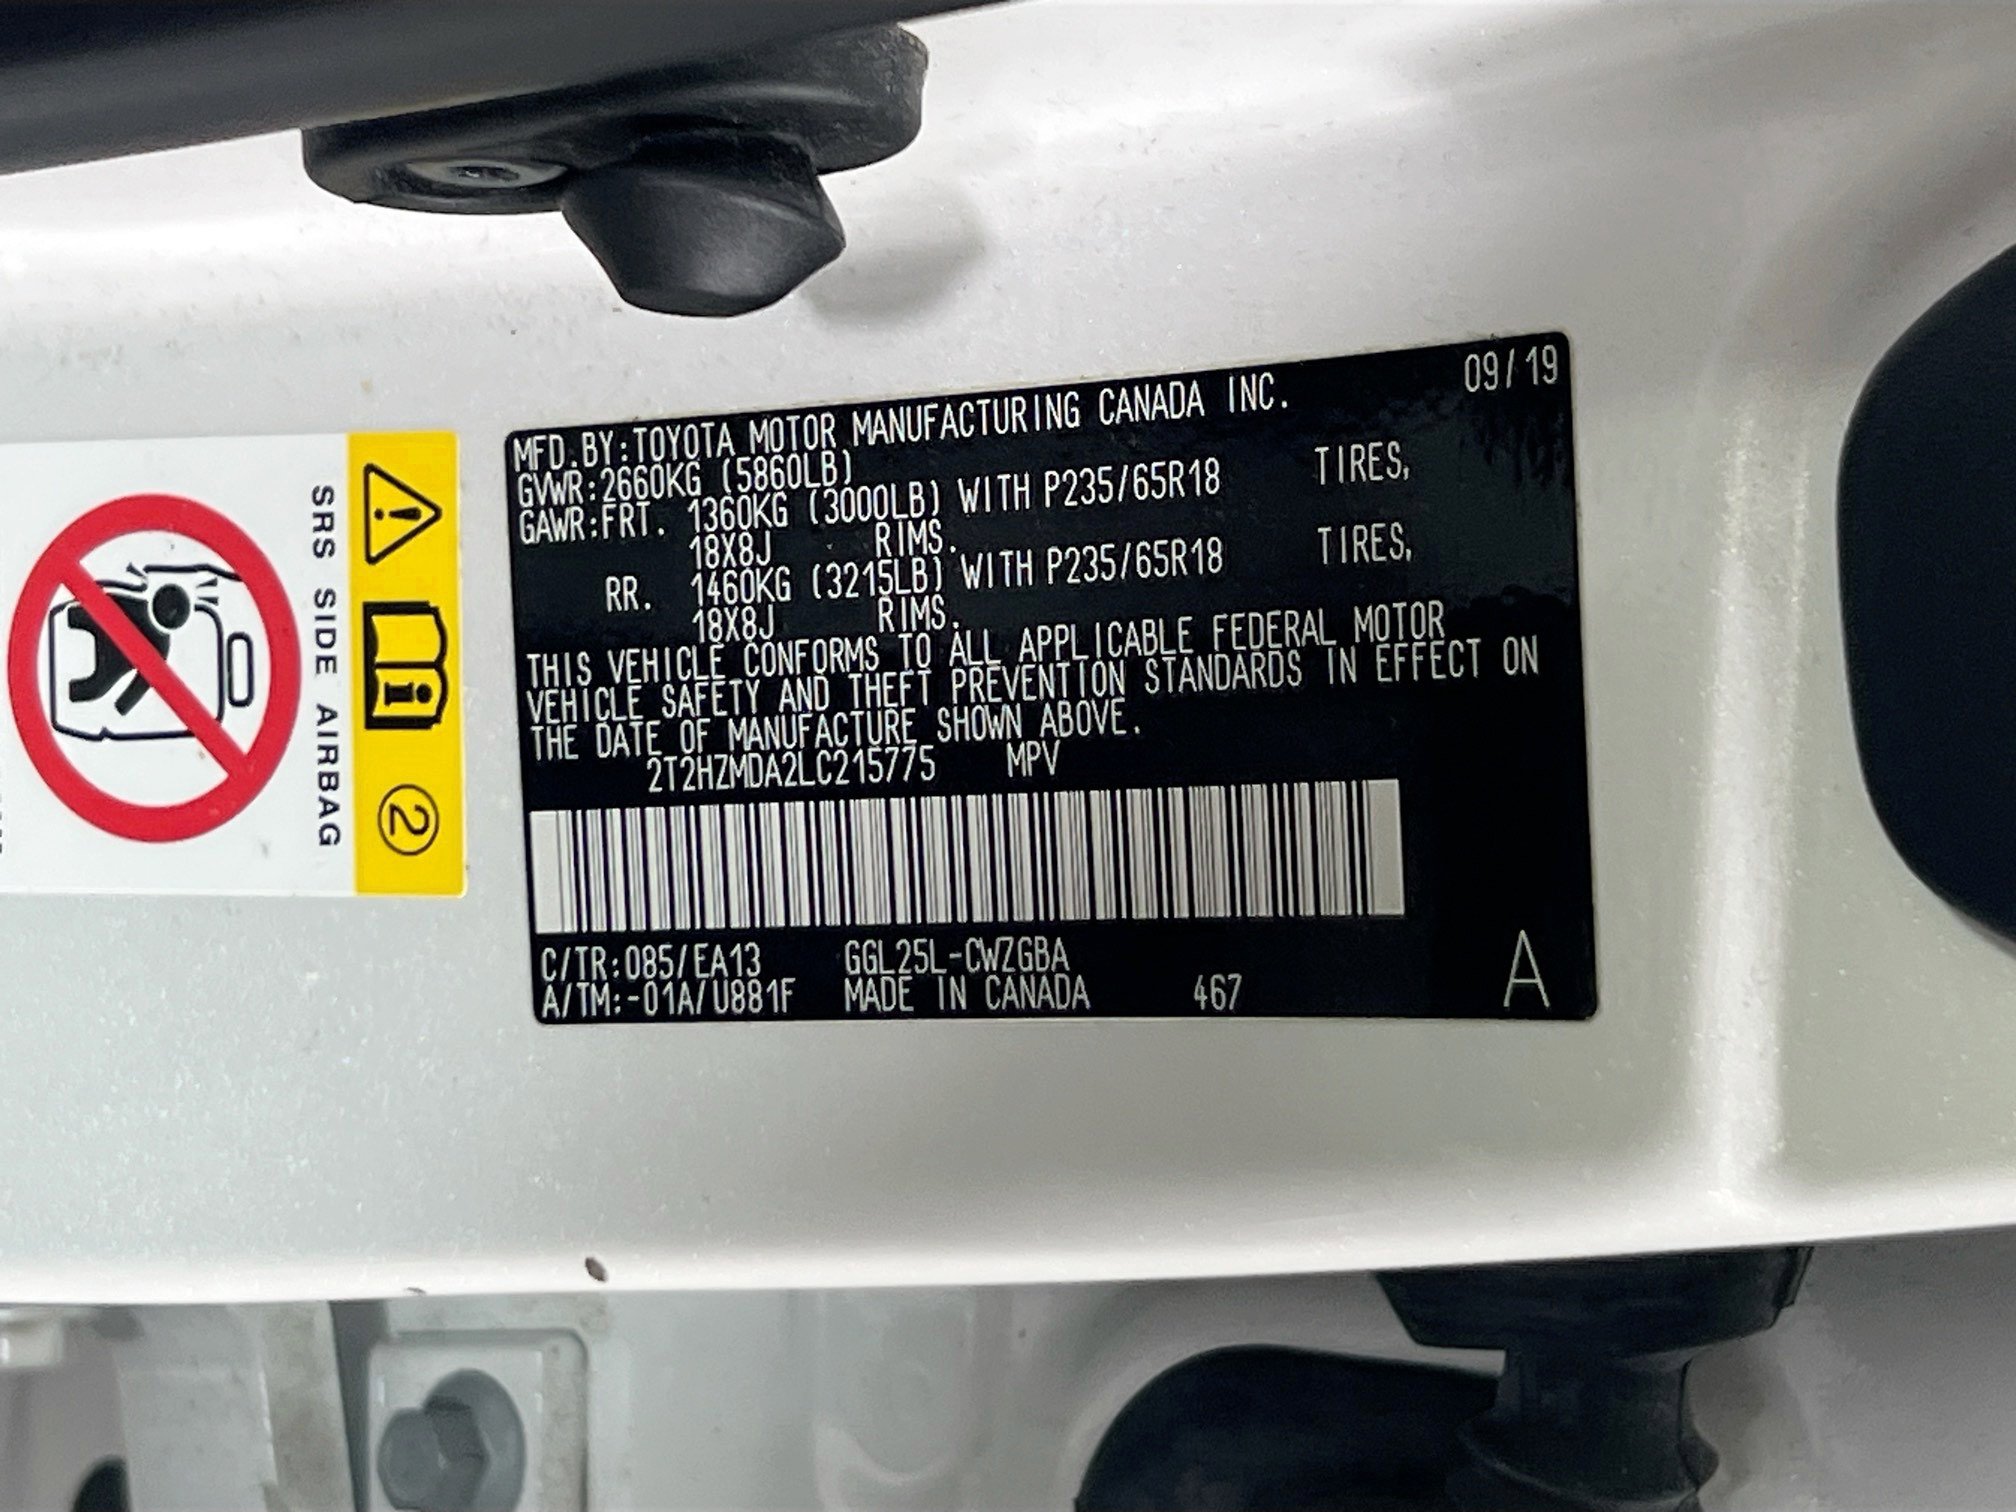 09/19
MFD.BY:TOYOTA MOTOR MANUFACTURING CANADA INC.
GVWR:2660KG (5860LB)
GAWR:FRT. 1360KG (3000LB) WITH P235/65R18 TIRES,
18X8J RIMS.
RR. 1460KG (3215LB) WITH P235/65R18 TIRES,
18X8J RIMS.
THIS VEHICLE CONFORMS TO ALL APPLICABLE FEDERAL MOTOR
VEHICLE SAFETY AND THEFT PREVENTION STANDARDS IN EFFECT ON
THE DATE OF MANUFACTURE SHOWN ABOVE.
2T2HZMDA2LC215775 MPV
C/TR:085/EA13 GGL25L-CWZGBA
A/TM:-01A/U881F MADE IN CANADA 467
A
SRS SIDE AIRBAG
2